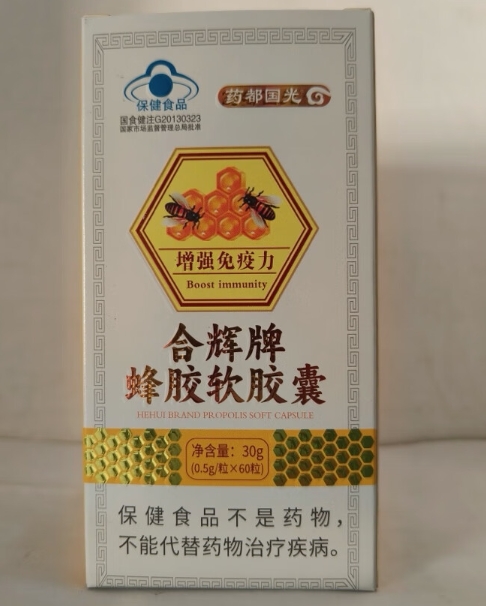 保健食品
药都国光
国食健注G20130323
国家市场监督管理总局批准
增强免疫力
Boost immunity
合辉牌
蜂胶软胶囊
HEHUI BRAND PROPOLIS SOFT CAPSULE
净含量：30g
(0.5g/粒×60粒)
保健食品不是药物，
不能代替药物治疗疾病。